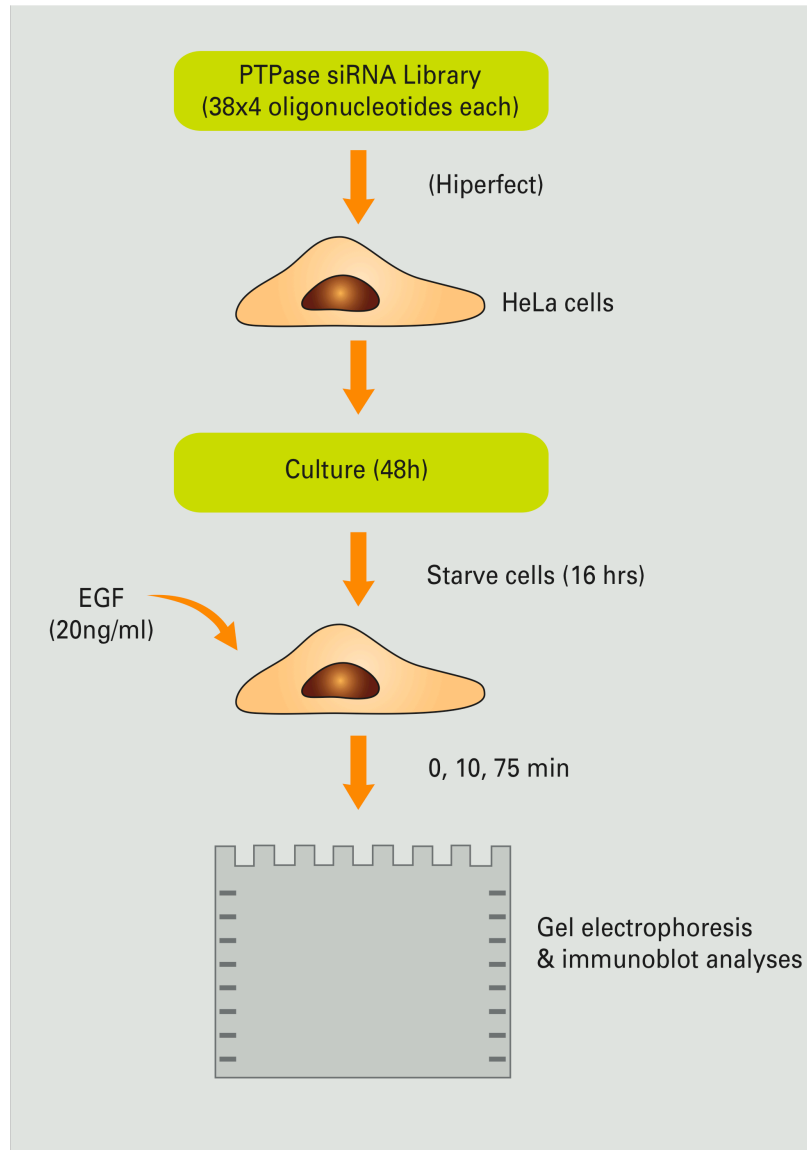 PTPase siRNA Library
(38x4 oligonucleotides each)
(Hiperfect)
HeLa cells
Culture (48h)
Starve cells (16 hrs)
EGF
(20ng/ml)
0, 10, 75 min
Gel electrophoresis
& immunoblot analyses